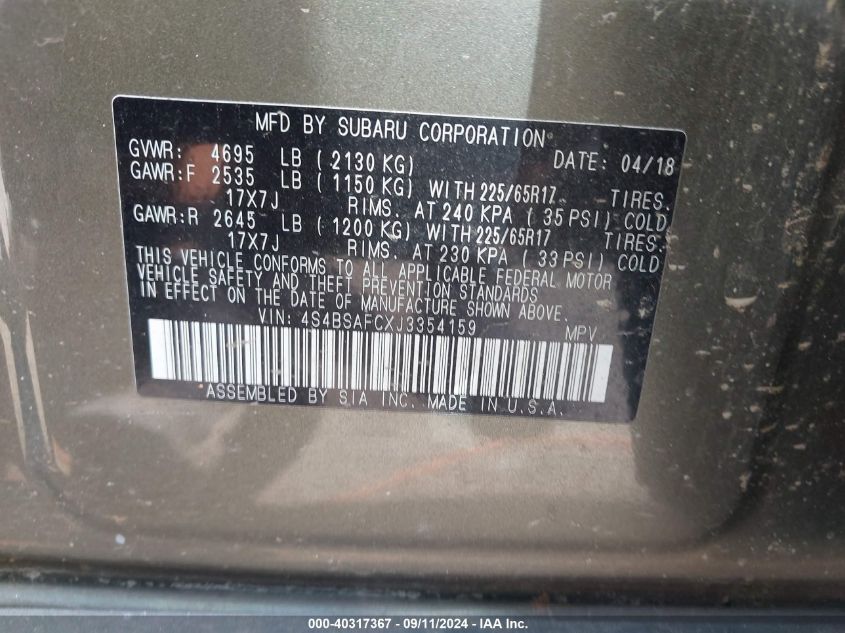 MFD BY SUBARU CORPORATION
GVWR: 4695 LB ( 2130 KG) DATE: 04/18
GAWR:F 2535 LB ( 1150 KG) WITH 225/65R17 TIRES.
17X7J RIMS. AT 240 KPA ( 35 PSI) COLD
GAWR:R 2645 LB ( 1200 KG) WITH 225/65R17 TIRES.
17X7J RIMS. AT 230 KPA ( 33 PSI) COLD
THIS VEHICLE CONFORMS TO ALL APPLICABLE FEDERAL MOTOR
VEHICLE SAFETY AND THEFT PREVENTION STANDARDS
IN EFFECT ON THE DATE OF MANUFACTURE SHOWN ABOVE.
VIN: 4S4BSAFCXJ3354159 MPV
ASSEMBLED BY SIA INC. MADE IN U.S.A.
000-40317367 - 09/11/2024 - IAA Inc.